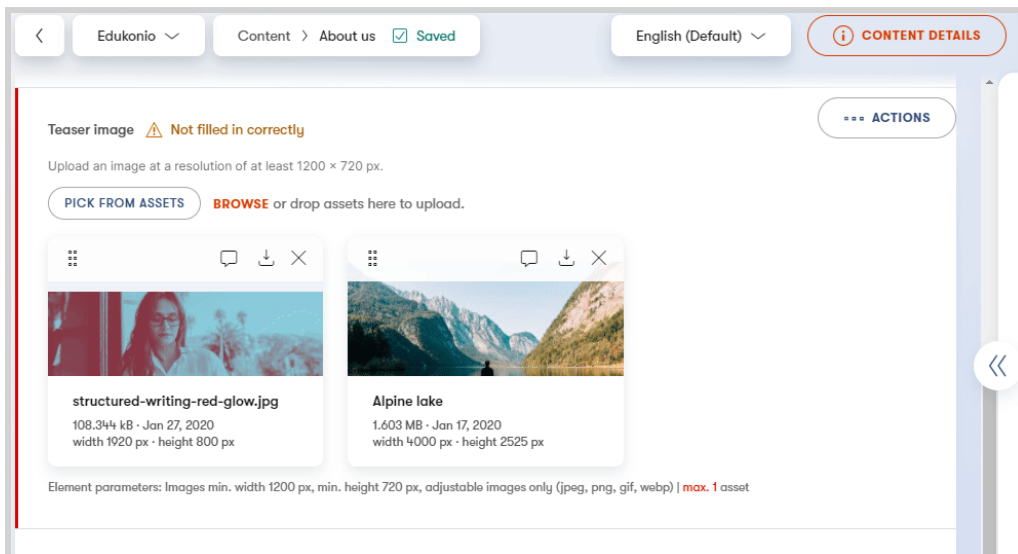 Edukonio
Content > About us Saved
English (Default)
CONTENT DETAILS
ACTIONS
Teaser image Not filled in correctly
Upload an image at a resolution of at least 1200 × 720 px.
PICK FROM ASSETS BROWSE or drop assets here to upload.
structured-writing-red-glow.jpg
108.344 kB · Jan 27, 2020
width 1920 px · height 800 px
Alpine lake
1.603 MB · Jan 17, 2020
width 4000 px · height 2525 px
Element parameters: Images min. width 1200 px, min. height 720 px, adjustable images only (jpeg, png, gif, webp) | max. 1 asset